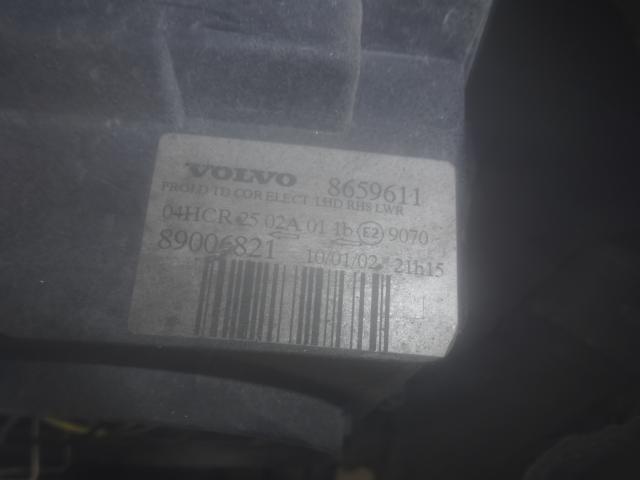 VOLVO 8659611
PROJ.D TD COR ELECT LHD RHS LWR
04HCR 25 02A 01 1b E2 9070
89006821 10/01/02 21h15